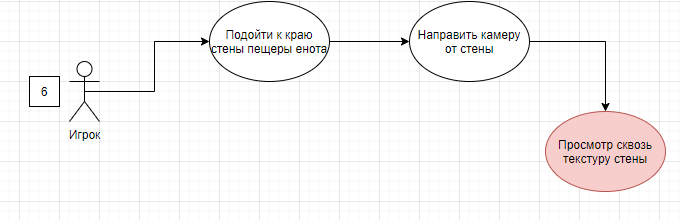 Подойти к краю
стены пещеры енота
Направить камеру
от стены
6
Игрок
Просмотр сквозь
текстуру стены